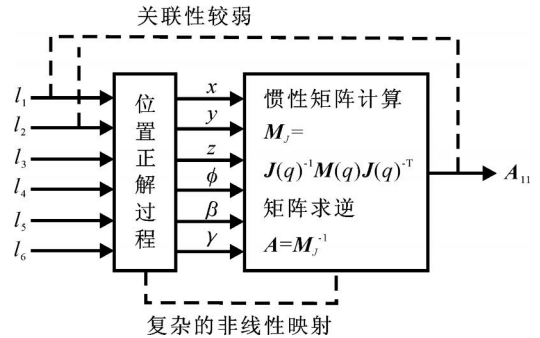 关联性较弱
l₁
l₂
l₃
l₄
l₅
l₆
位置正解过程
x
y
z
ϕ
β
γ
惯性矩阵计算
M_J=
J(q)⁻¹M(q)J(q)⁻ᵀ
矩阵求逆
A=M_J⁻¹
A₁₁
复杂的非线性映射